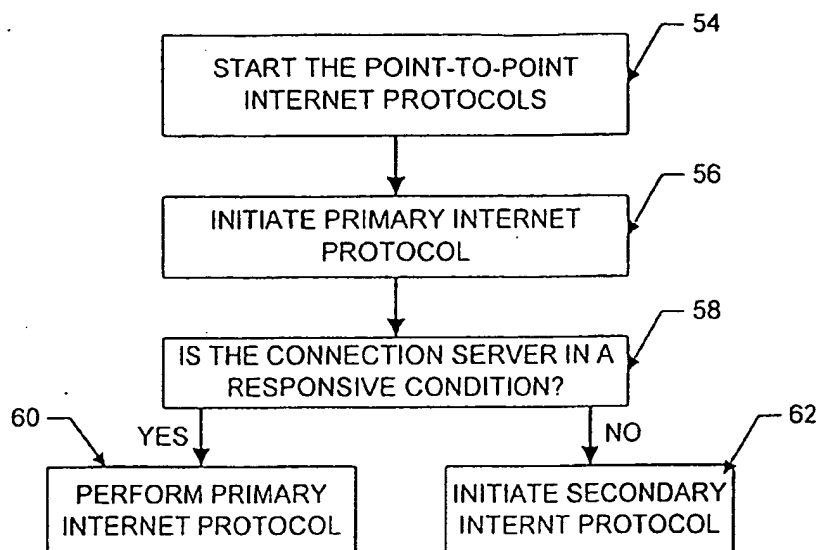 54
START THE POINT-TO-POINT
INTERNET PROTOCOLS
56
INITIATE PRIMARY INTERNET
PROTOCOL
58
IS THE CONNECTION SERVER IN A
RESPONSIVE CONDITION?
60
YES
NO
62
PERFORM PRIMARY
INTERNET PROTOCOL
INITIATE SECONDARY
INTERNT PROTOCOL